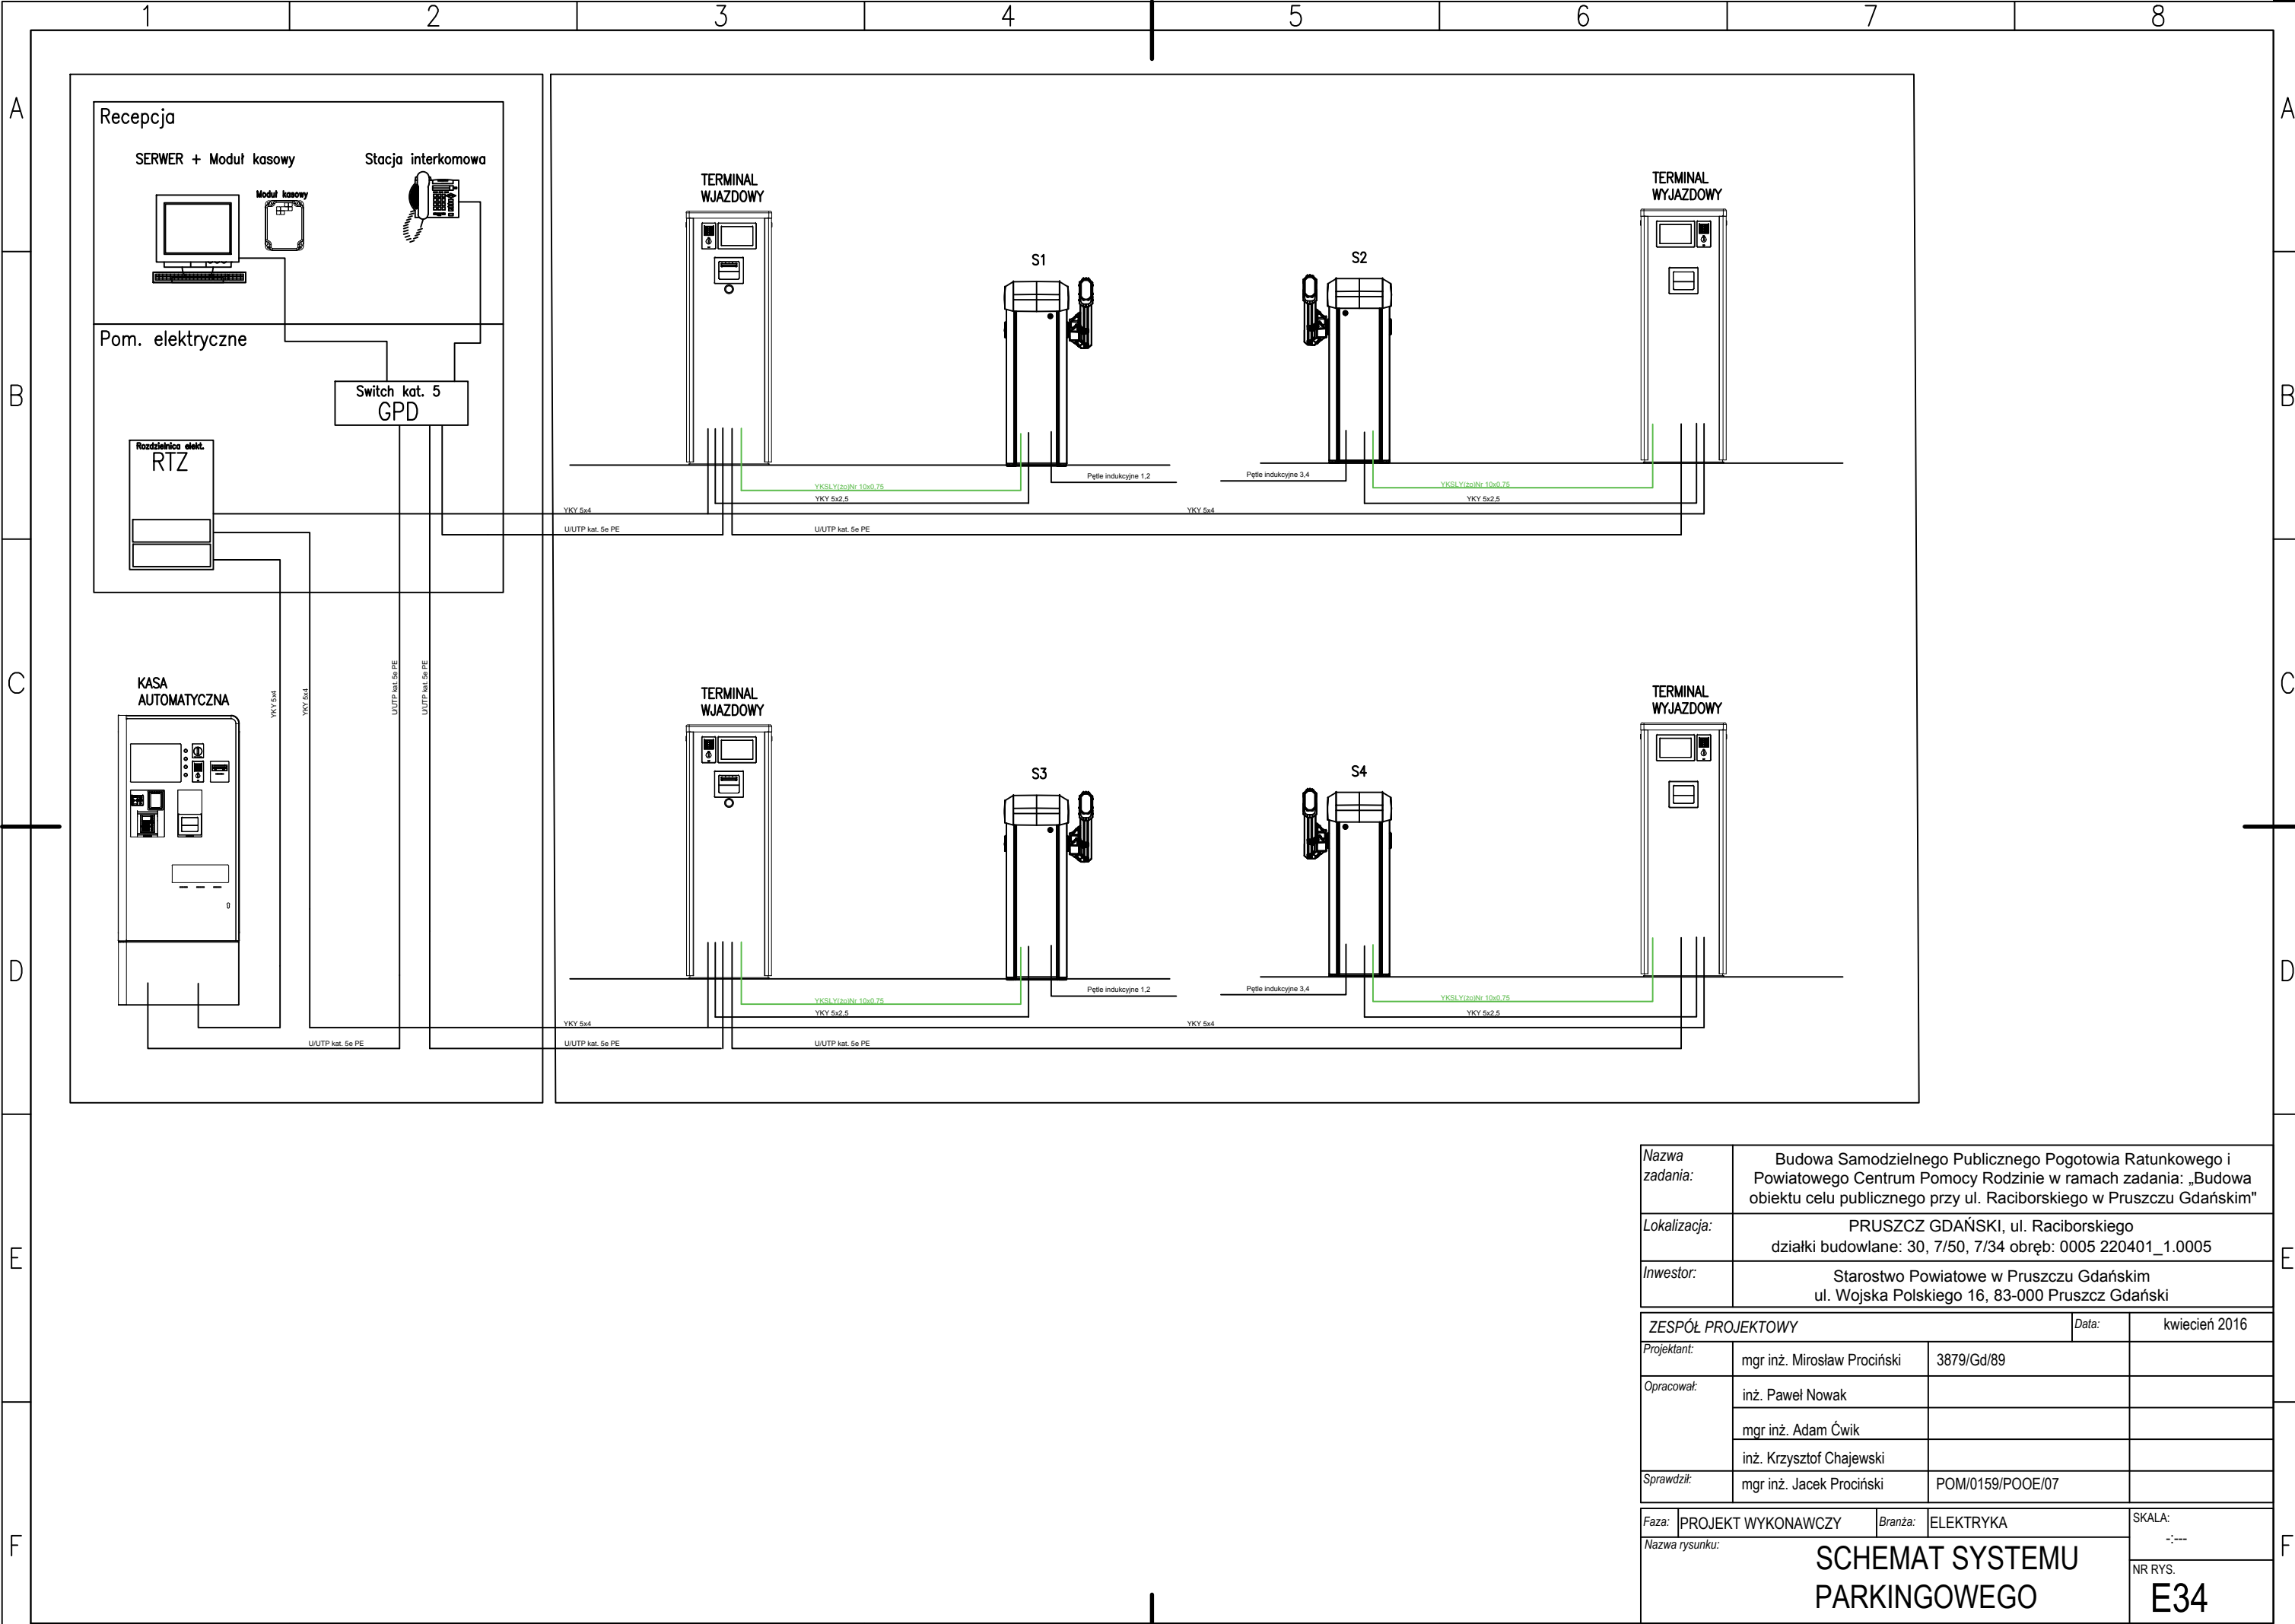 1 2 3 4 5 6 7 8
A A
B B
C C
D D
E E
F F
Recepcja
SERWER + Moduł kasowy
Stacja interkomowa
Moduł kasowy
Pom. elektryczne
Switch kat. 5
GPD
Rozdzielnica elekt.
RTZ
TERMINAL
WJAZDOWY
S1
S2
TERMINAL
WYJAZDOWY
Pętle indukcyjne 1,2
Pętle indukcyjne 3,4
YKSLY(zo)Nr 10x0,75
YKSLY(zo)Nr 10x0,75
YKY 5x2,5
YKY 5x2,5
YKY 5x4
YKY 5x4
U/UTP kat. 5e PE
U/UTP kat. 5e PE
KASA
AUTOMATYCZNA
YKY 5x4
YKY 5x4
U/UTP kat. 5e PE
U/UTP kat. 5e PE
TERMINAL
WJAZDOWY
S3
S4
TERMINAL
WYJAZDOWY
Pętle indukcyjne 1,2
Pętle indukcyjne 3,4
YKSLY(zo)Nr 10x0,75
YKSLY(zo)Nr 10x0,75
YKY 5x2,5
YKY 5x2,5
YKY 5x4
YKY 5x4
U/UTP kat. 5e PE
U/UTP kat. 5e PE
U/UTP kat. 5e PE
Nazwa
zadania:
Budowa Samodzielnego Publicznego Pogotowia Ratunkowego i
Powiatowego Centrum Pomocy Rodzinie w ramach zadania: „Budowa
obiektu celu publicznego przy ul. Raciborskiego w Pruszczu Gdańskim"
Lokalizacja:
PRUSZCZ GDAŃSKI, ul. Raciborskiego
działki budowlane: 30, 7/50, 7/34 obręb: 0005 220401_1.0005
Inwestor:
Starostwo Powiatowe w Pruszczu Gdańskim
ul. Wojska Polskiego 16, 83-000 Pruszcz Gdański
ZESPÓŁ PROJEKTOWY Data: kwiecień 2016
Projektant: mgr inż. Mirosław Prociński 3879/Gd/89
Opracował: inż. Paweł Nowak
mgr inż. Adam Ćwik
inż. Krzysztof Chajewski
Sprawdził: mgr inż. Jacek Prociński POM/0159/POOE/07
Faza: PROJEKT WYKONAWCZY Branża: ELEKTRYKA SKALA:
-:---
Nazwa rysunku:
SCHEMAT SYSTEMU
PARKINGOWEGO
NR RYS.
E34